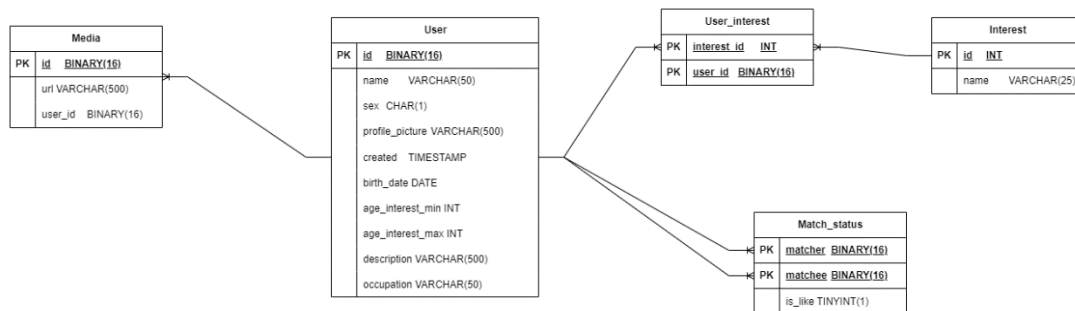 Media
PK id BINARY(16)
url VARCHAR(500)
user_id BINARY(16)
User
PK id BINARY(16)
name VARCHAR(50)
sex CHAR(1)
profile_picture VARCHAR(500)
created TIMESTAMP
birth_date DATE
age_interest_min INT
age_interest_max INT
description VARCHAR(500)
occupation VARCHAR(50)
User_interest
PK interest_id INT
PK user_id BINARY(16)
Interest
PK id INT
name VARCHAR(25)
Match_status
PK matcher BINARY(16)
PK matchee BINARY(16)
is_like TINYINT(1)